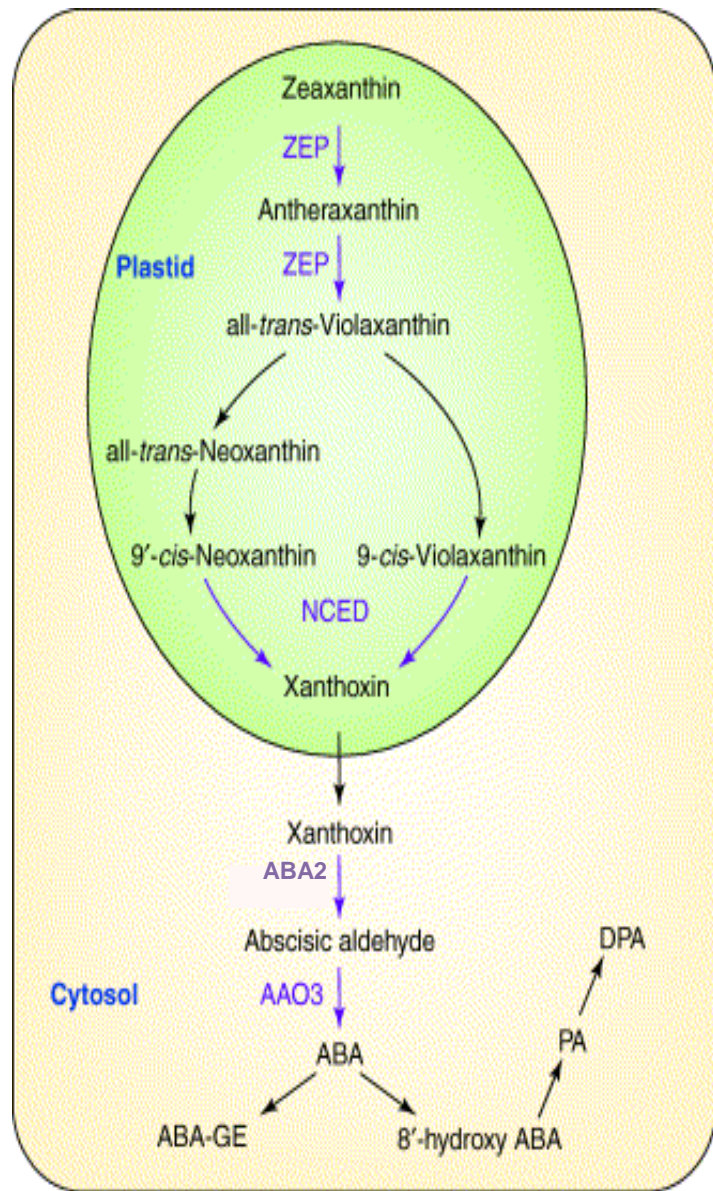 Zeaxanthin
ZEP
Antheraxanthin
Plastid
ZEP
all-trans-Violaxanthin
all-trans-Neoxanthin
9′-cis-Neoxanthin 9-cis-Violaxanthin
NCED
Xanthoxin
Xanthoxin
ABA2
Abscisic aldehyde
DPA
Cytosol
AAO3
PA
ABA
ABA-GE
8′-hydroxy ABA